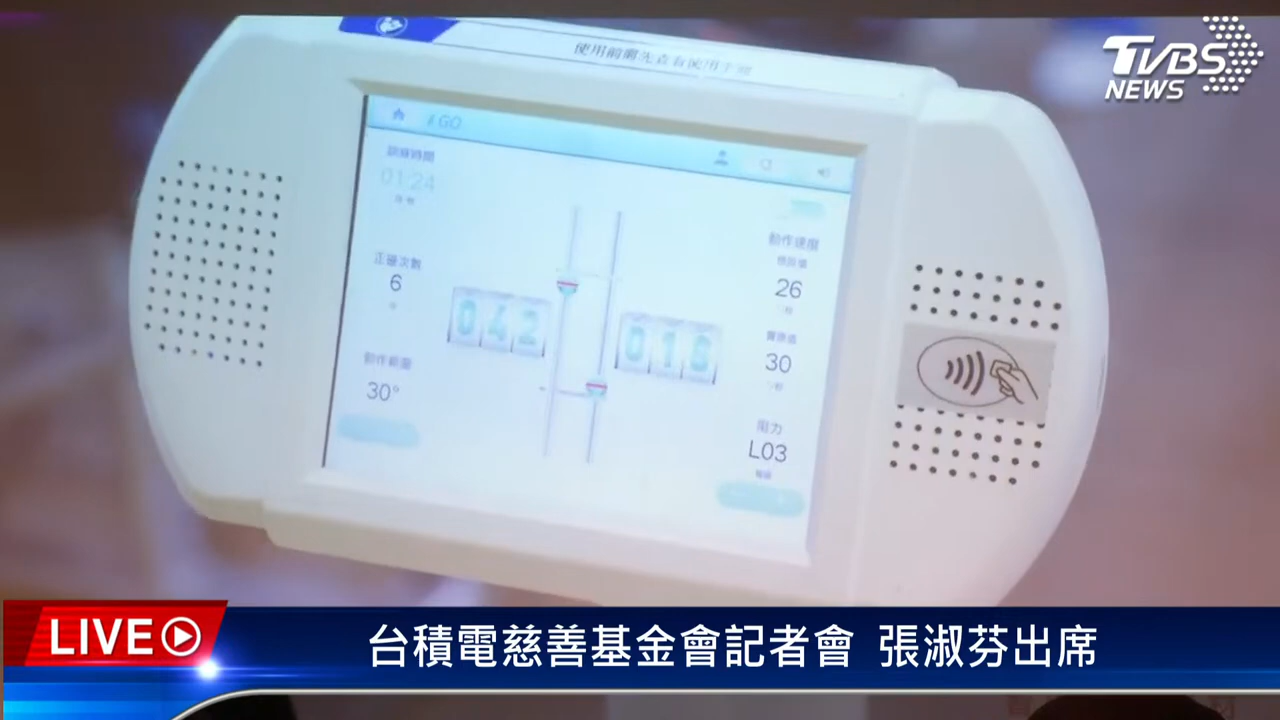 TVBS
NEWS
使用前需先查看使用手冊
GO
訓練時間
01:24
正確次數
6
動作範圍
30°
042
016
動作速度
26
30
阻力
L03
LIVE
台積電慈善基金會記者會 張淑芬出席